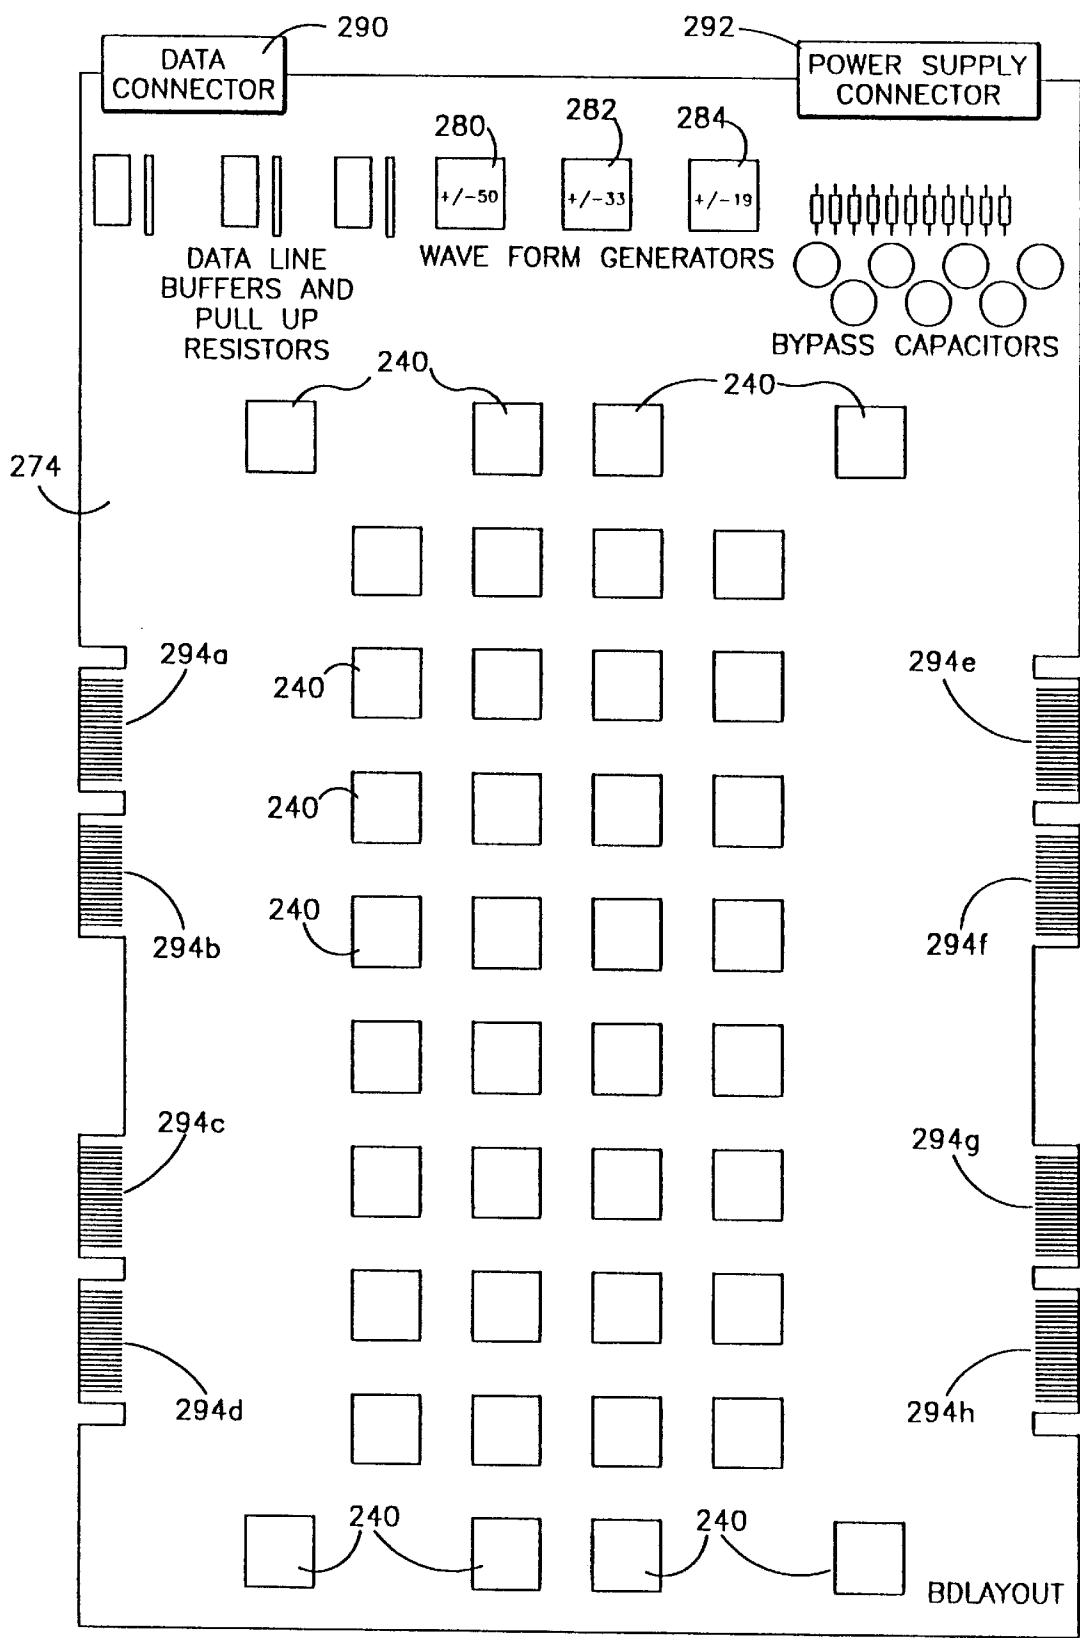 290
292
DATA
CONNECTOR
POWER SUPPLY
CONNECTOR
280
282
284
+/-50
+/-33
+/-19
DATA LINE
BUFFERS AND
PULL UP
RESISTORS
WAVE FORM GENERATORS
BYPASS CAPACITORS
240
240
274
294a
240
294e
240
240
294b
294f
294c
294g
294d
294h
240
240
BDLAYOUT